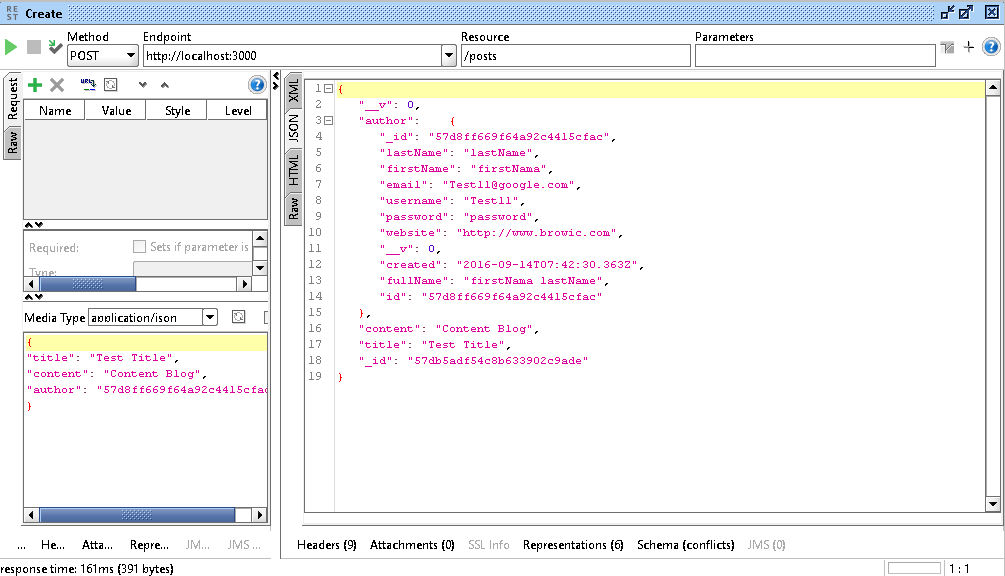 REST Create
Method Endpoint Resource Parameters
POST http://localhost:3000 /posts
Request
Raw
Name Value Style Level
Required: Sets if parameter is
Type:
Media Type application/json
{
"title": "Test Title",
"content": "Content Blog",
"author": "57d8ff669f64a92c4415cfac
}
... He... Atta... Repre... JM... JMS ...
XML
JSON
HTML
Raw
1 {
2 "__v": 0,
3 "author": {
4 "_id": "57d8ff669f64a92c4415cfac",
5 "lastName": "lastName",
6 "firstName": "firstNama",
7 "email": "Test11@google.com",
8 "username": "Test11",
9 "password": "password",
10 "website": "http://www.browic.com",
11 "__v": 0,
12 "created": "2016-09-14T07:42:30.363Z",
13 "fullName": "firstNama lastName",
14 "id": "57d8ff669f64a92c4415cfac"
15 },
16 "content": "Content Blog",
17 "title": "Test Title",
18 "_id": "57db5adf54c8b633902c9ade"
19 }
Headers (9) Attachments (0) SSL Info Representations (6) Schema (conflicts) JMS (0)
response time: 161ms (391 bytes)
1 : 1